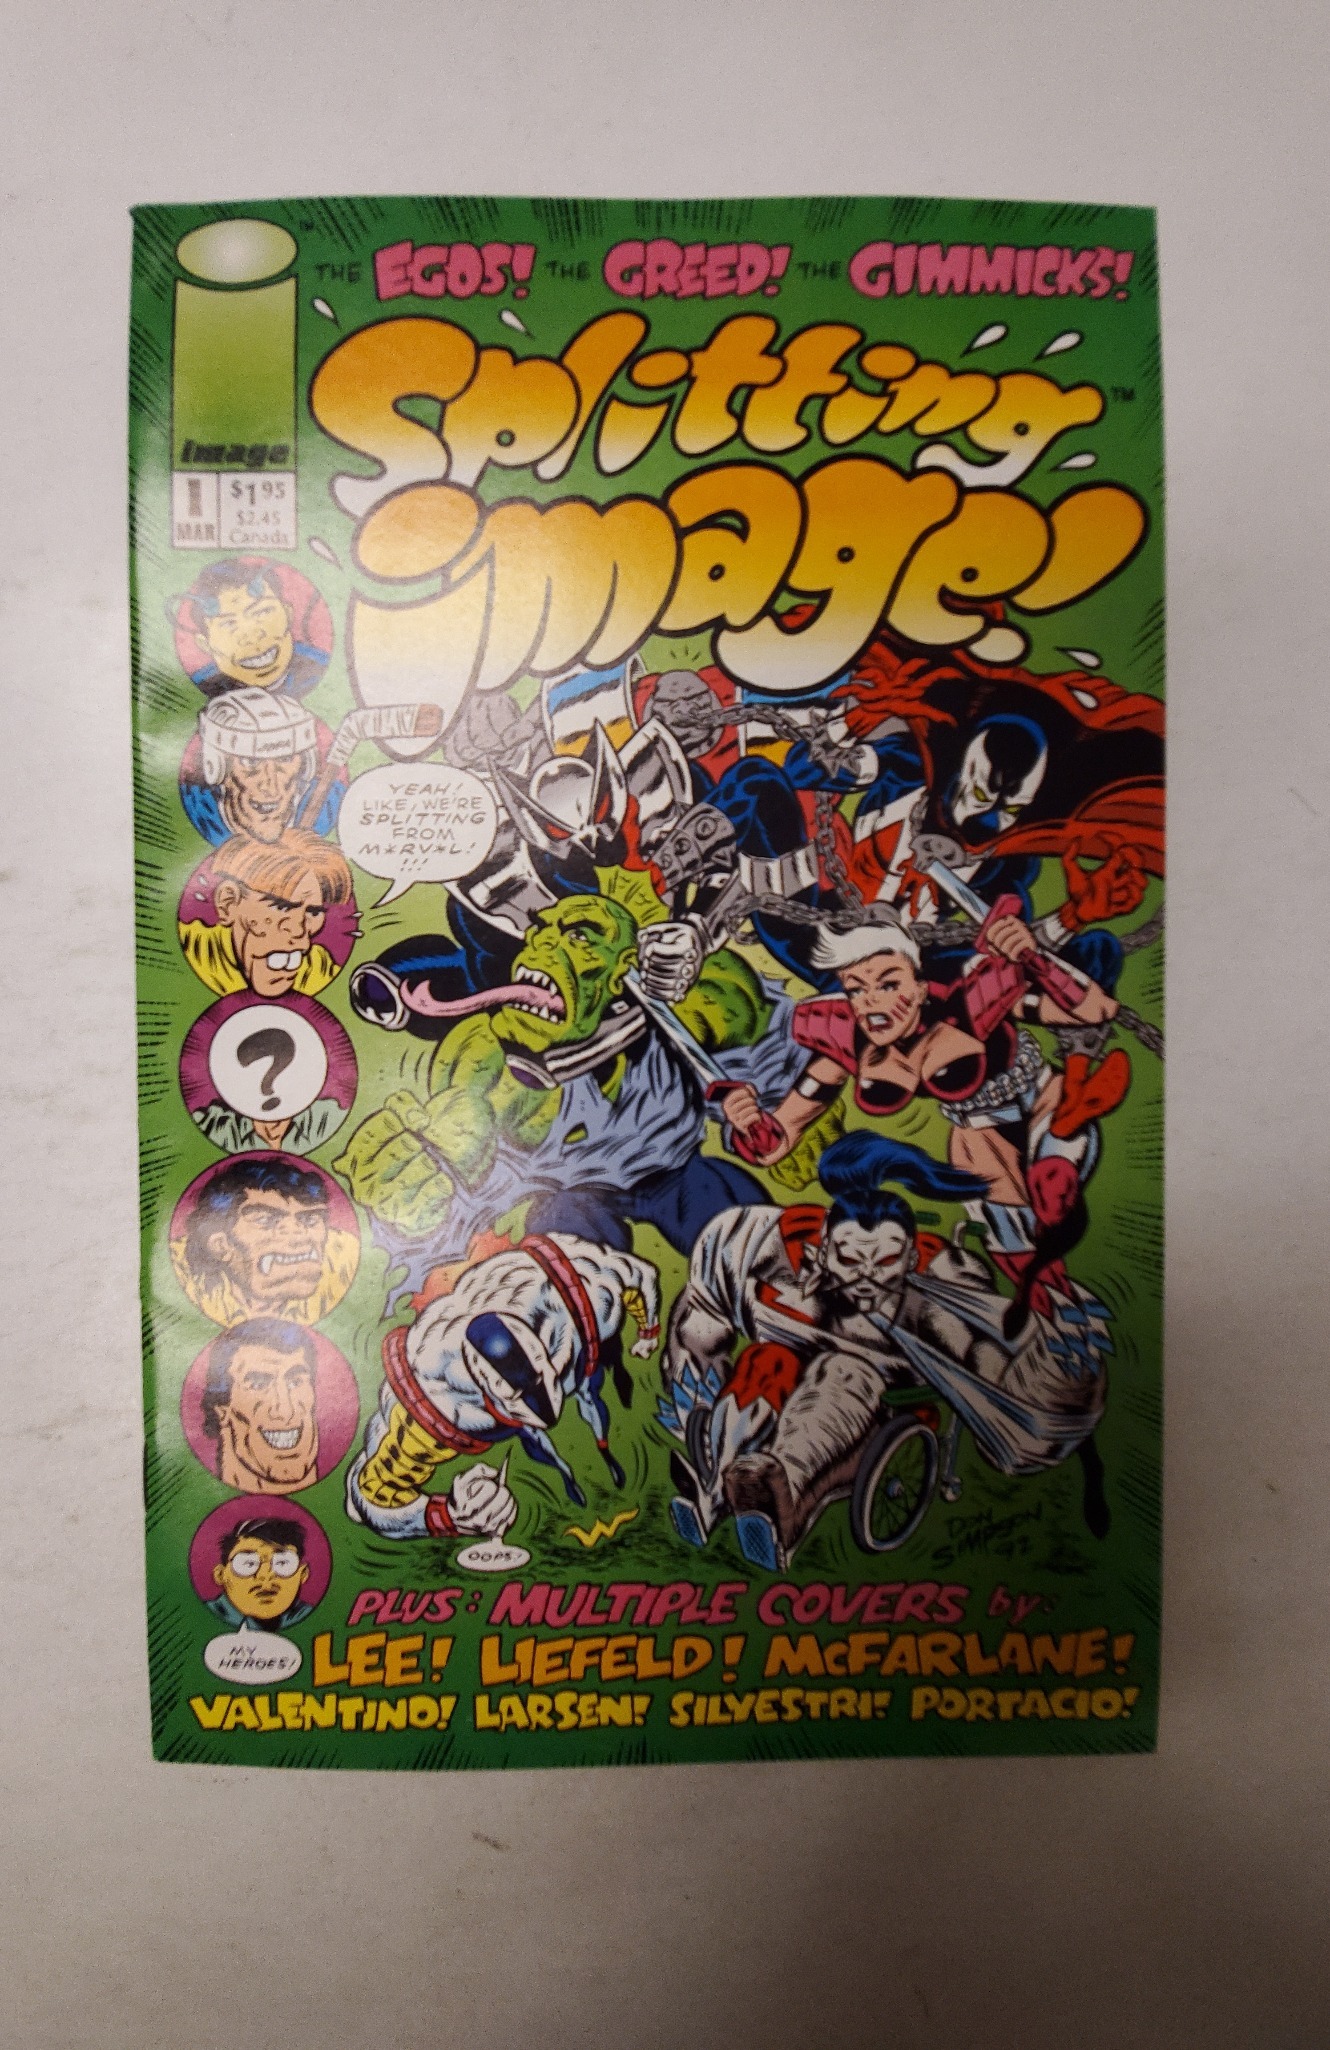 THE EGOS! THE GREED! THE GIMMICKS!
Splitting
image!
TM
TM
image
1
MAR
$1.95
$2.45
Canada
YEAH!
LIKE, WE'RE
SPLITTING
FROM
M*RV*L!
!!!
?
OOPS!
W
DON
SIMPSON
92
MY
HEROES!
PLUS: MULTIPLE COVERS by:
LEE! LIEFELD! McFARLANE!
VALENTINO! LARSEN! SILVESTRI! PORTACIO!